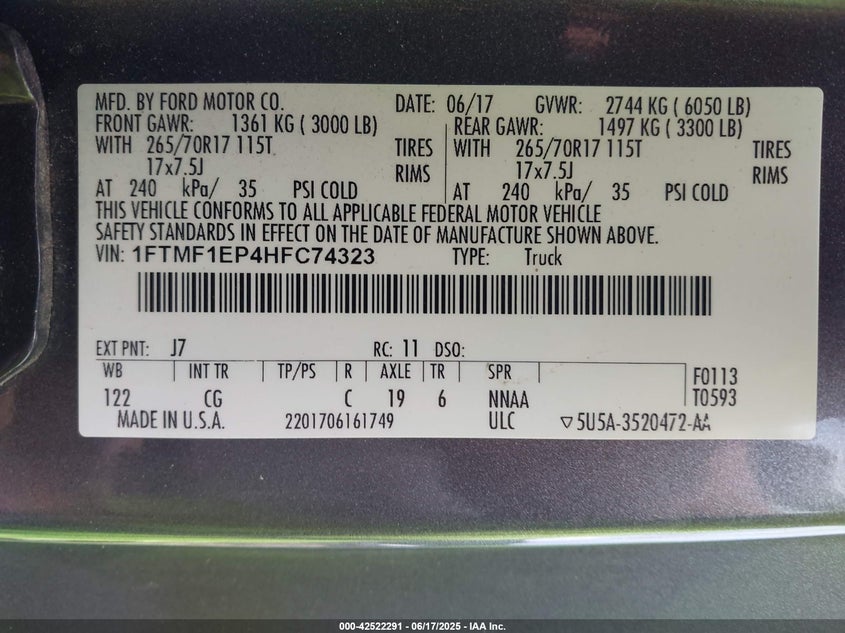 MFD. BY FORD MOTOR CO. DATE: 06/17 GVWR: 2744 KG ( 6050 LB)
FRONT GAWR: 1361 KG ( 3000 LB) REAR GAWR: 1497 KG ( 3300 LB)
WITH 265/70R17 115T TIRES WITH 265/70R17 115T TIRES
17x7.5J RIMS 17x7.5J RIMS
AT 240 kPa/ 35 PSI COLD AT 240 kPa/ 35 PSI COLD
THIS VEHICLE CONFORMS TO ALL APPLICABLE FEDERAL MOTOR VEHICLE
SAFETY STANDARDS IN EFFECT ON THE DATE OF MANUFACTURE SHOWN ABOVE.
VIN: 1FTMF1EP4HFC74323 TYPE: Truck
EXT PNT: J7 RC: 11 DSO:
WB INT TR TP/PS R AXLE TR SPR F0113
122 CG C 19 6 NNAA T0593
MADE IN U.S.A. 2201706161749 ULC ▽5U5A-3520472-AA
000-42522291 - 06/17/2025 - IAA Inc.